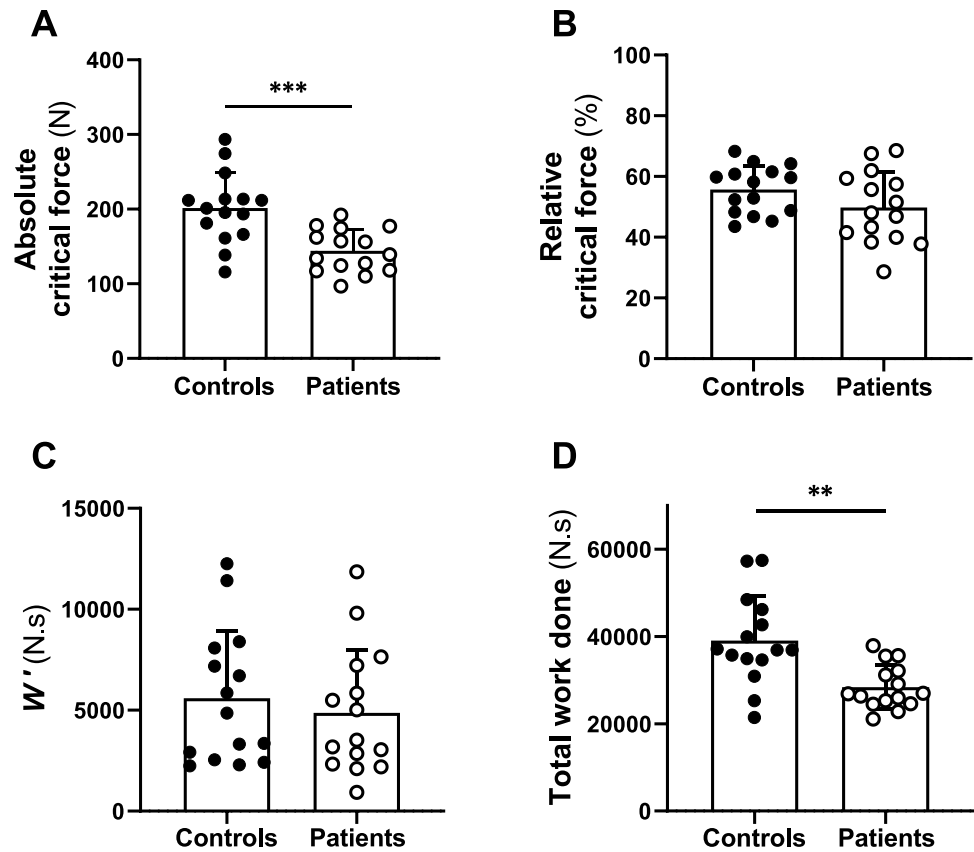 A
Absolute
critical force (N)
400
300
200
100
0
***
Controls
Patients
B
Relative
critical force (%)
100
80
60
40
20
0
Controls
Patients
C
W' (N.s)
15000
10000
5000
0
Controls
Patients
D
Total work done (N.s)
60000
40000
20000
0
**
Controls
Patients